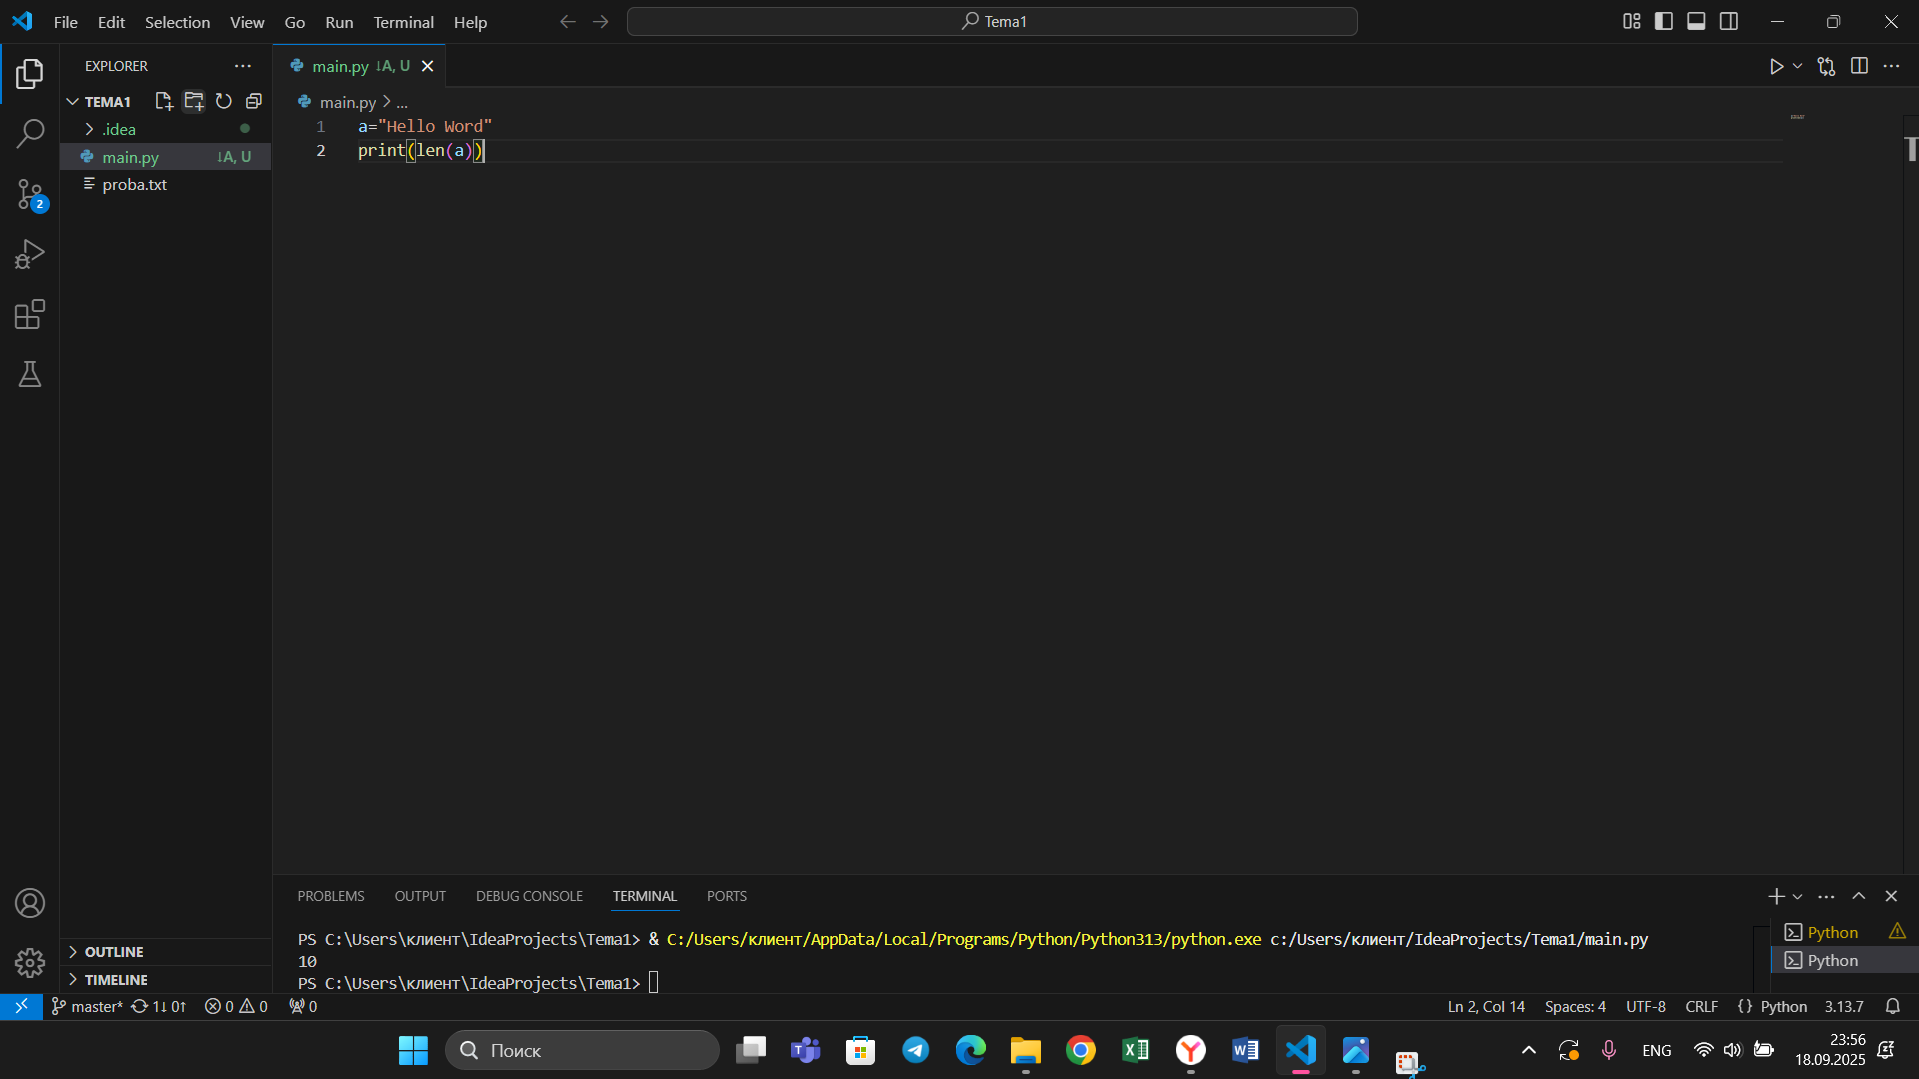 File Edit Selection View Go Run Terminal Help
Tema1
EXPLORER
TEMA1
.idea
main.py ↓A, U
proba.txt
OUTLINE
TIMELINE
main.py ↓A, U
main.py > ...
1 a="Hello Word"
2 print(len(a))
PROBLEMS OUTPUT DEBUG CONSOLE TERMINAL PORTS
PS C:\Users\клиент\IdeaProjects\Tema1> & C:/Users/клиент/AppData/Local/Programs/Python/Python313/python.exe c:/Users/клиент/IdeaProjects/Tema1/main.py
10
PS C:\Users\клиент\IdeaProjects\Tema1>
Python
Python
2
master* 1↓ 0↑ 0 0 0
Ln 2, Col 14 Spaces: 4 UTF-8 CRLF {} Python 3.13.7
Поиск
ENG
23:56
18.09.2025